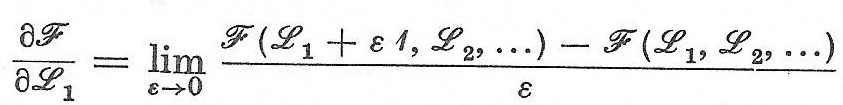 ∂ℱ/∂ℒ₁ = lim_{ε→0} (ℱ(ℒ₁ + ε 1, ℒ₂, ...) − ℱ(ℒ₁, ℒ₂, ...))/ε